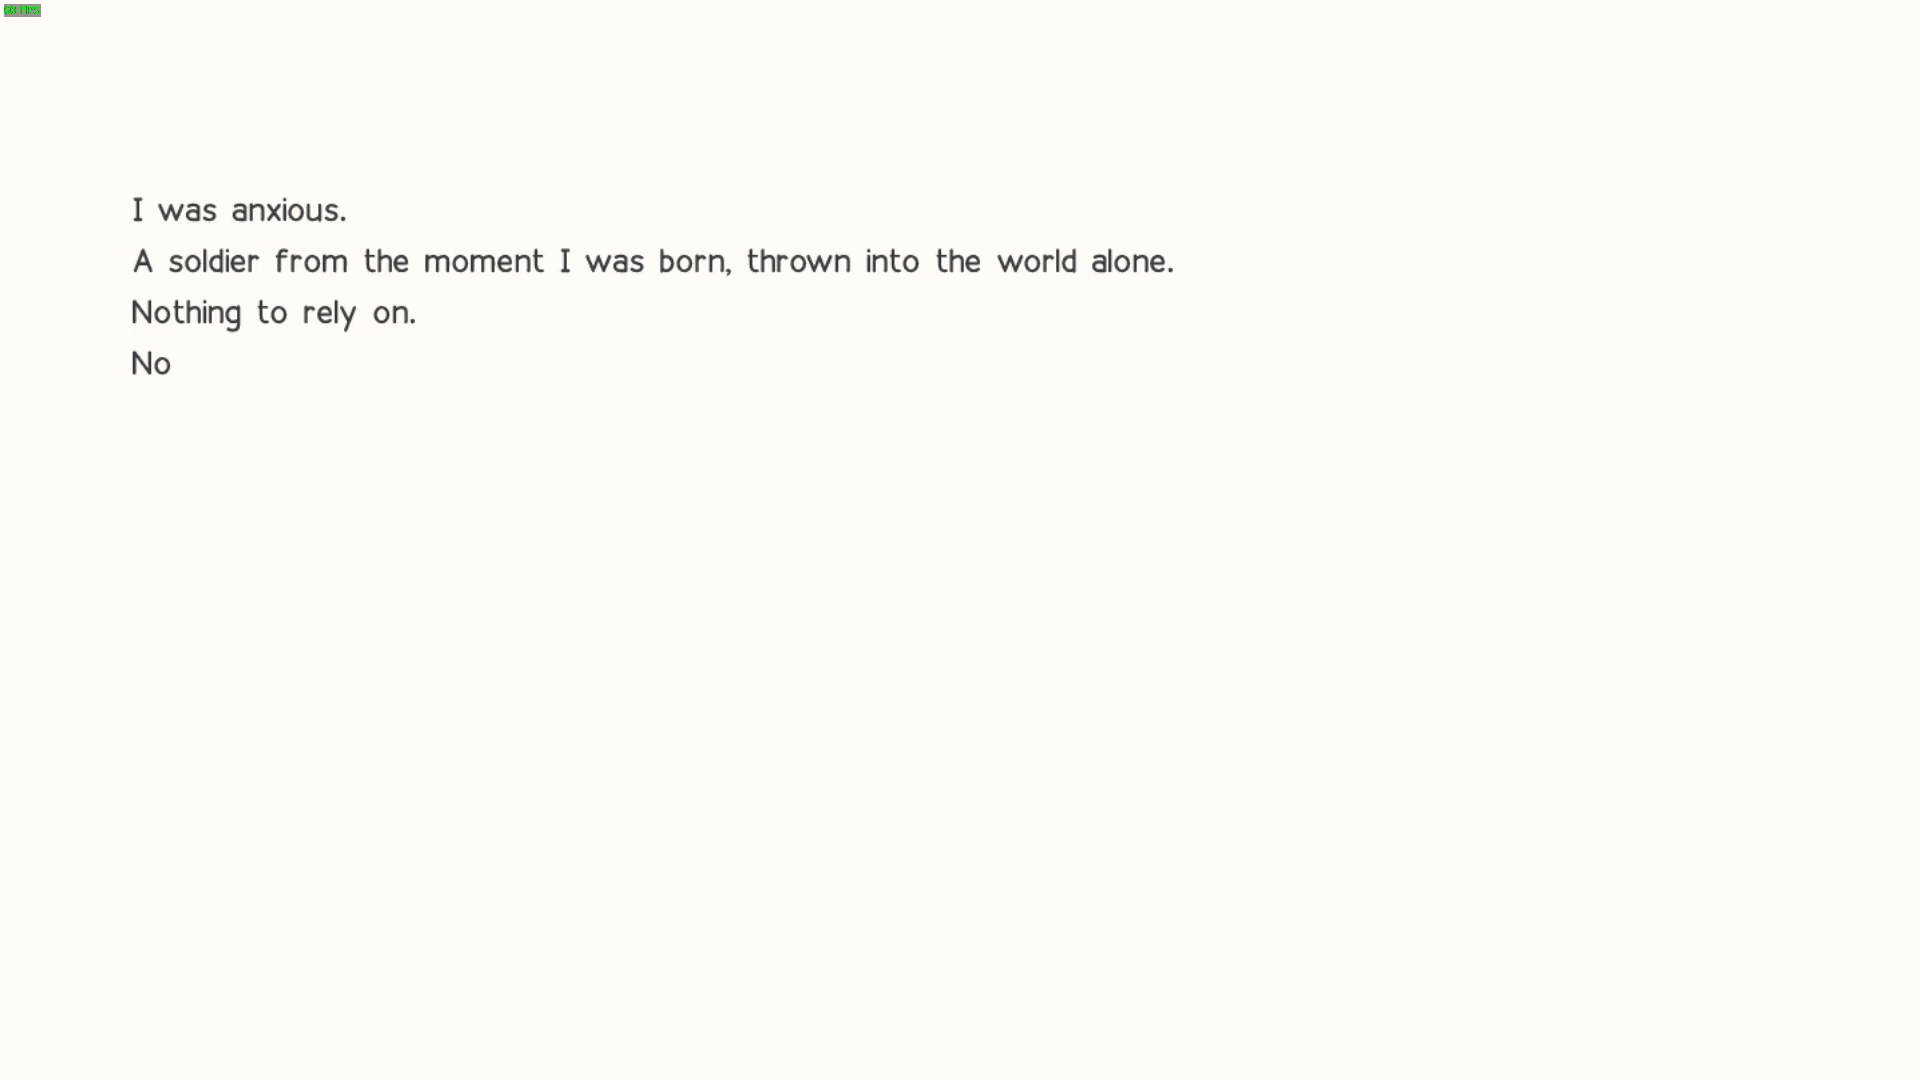 I was anxious.
A soldier from the moment I was born, thrown into the world alone.
Nothing to rely on.
No